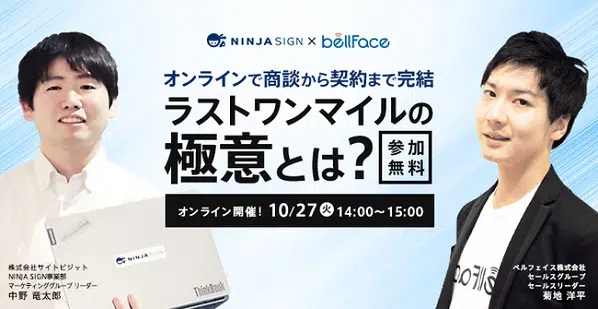 NINJA SIGN × bellFace
オンラインで商談から契約まで完結
ラストワンマイルの
極意とは?
参加
無料
オンライン開催! 10/27 火 14:00～15:00
NINJA SIGN
ThinkBook
株式会社サイトビジット
NINJA SIGN事業部
マーケティンググループ リーダー
中野 竜太郎
ベルフェイス株式会社
セールスグループ
セールスリーダー
菊地 洋平